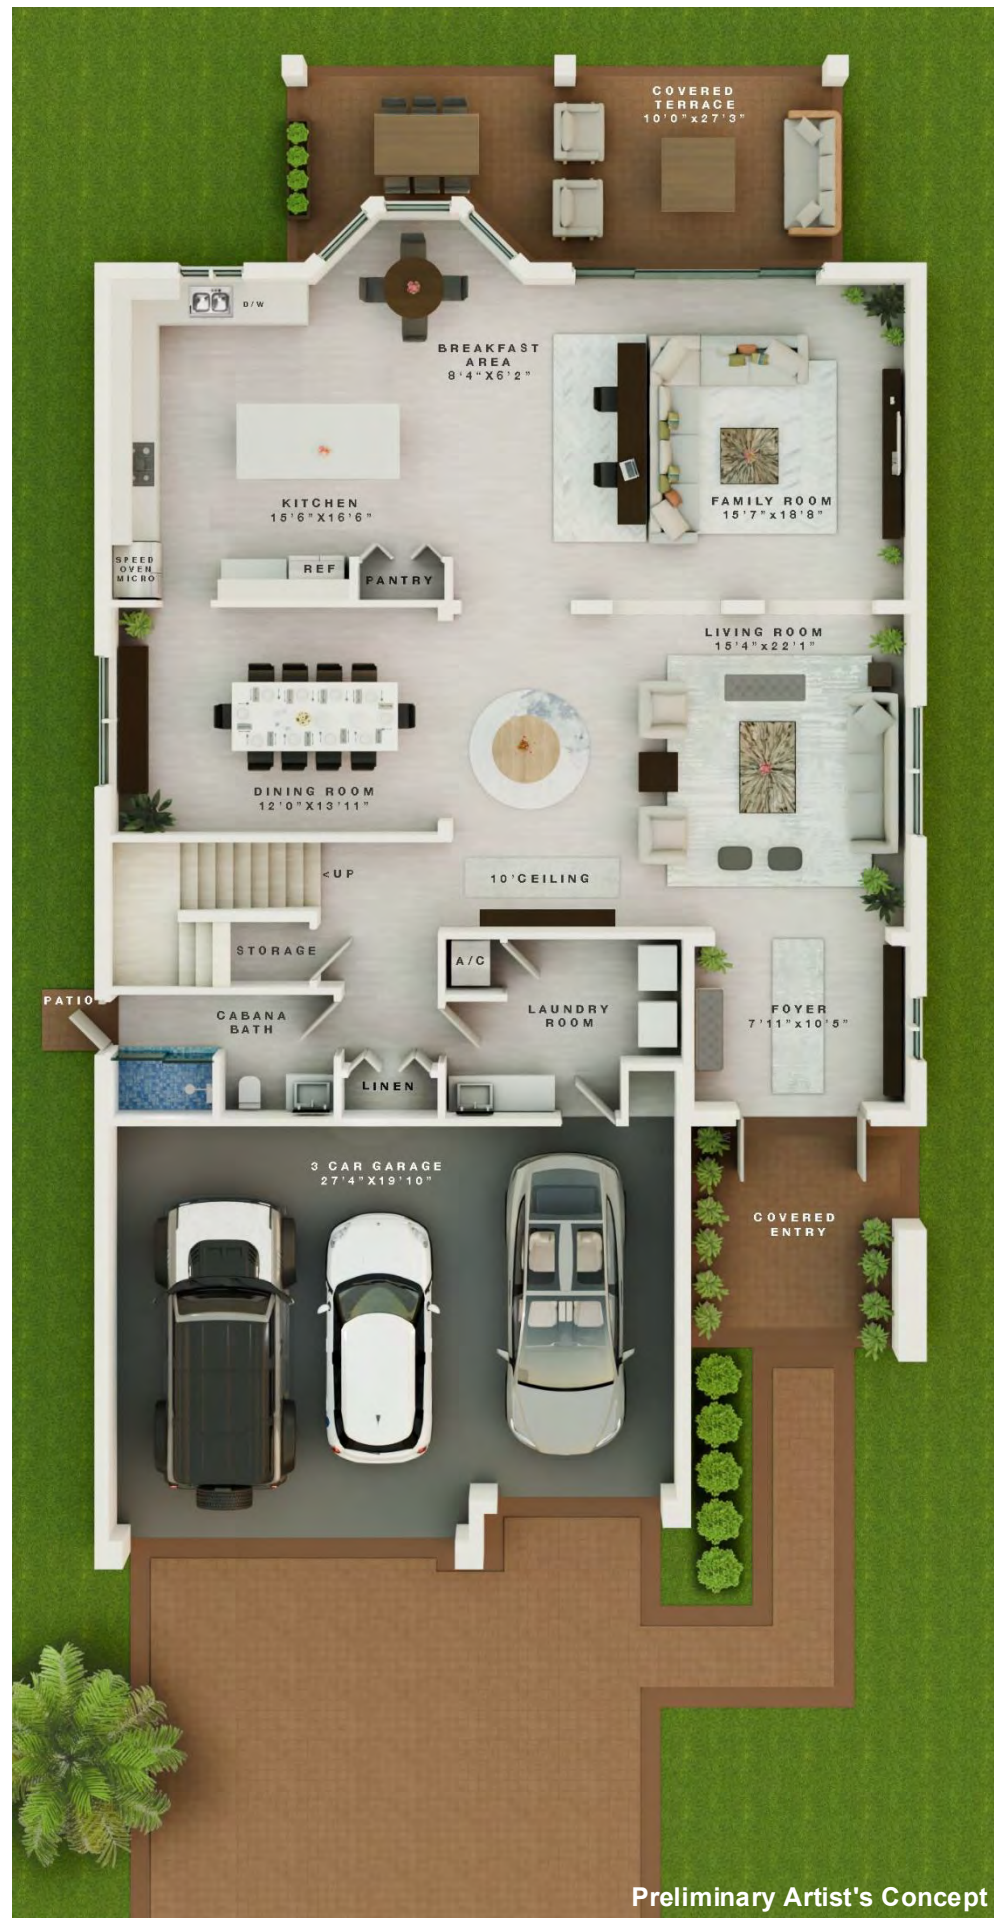 COVERED
TERRACE
10'0"x27'3"
D/W
BREAKFAST
AREA
8'4"X6'2"
KITCHEN
15'6"X16'6"
FAMILY ROOM
15'7"x18'8"
SPEED
OVEN
MICRO
REF
PANTRY
LIVING ROOM
15'4"x22'1"
DINING ROOM
12'0"X13'11"
<UP
10'CEILING
STORAGE
A/C
PATIO
CABANA
BATH
LAUNDRY
ROOM
FOYER
7'11"x10'5"
LINEN
3 CAR GARAGE
27'4"X19'10"
COVERED
ENTRY
Preliminary Artist's Concept